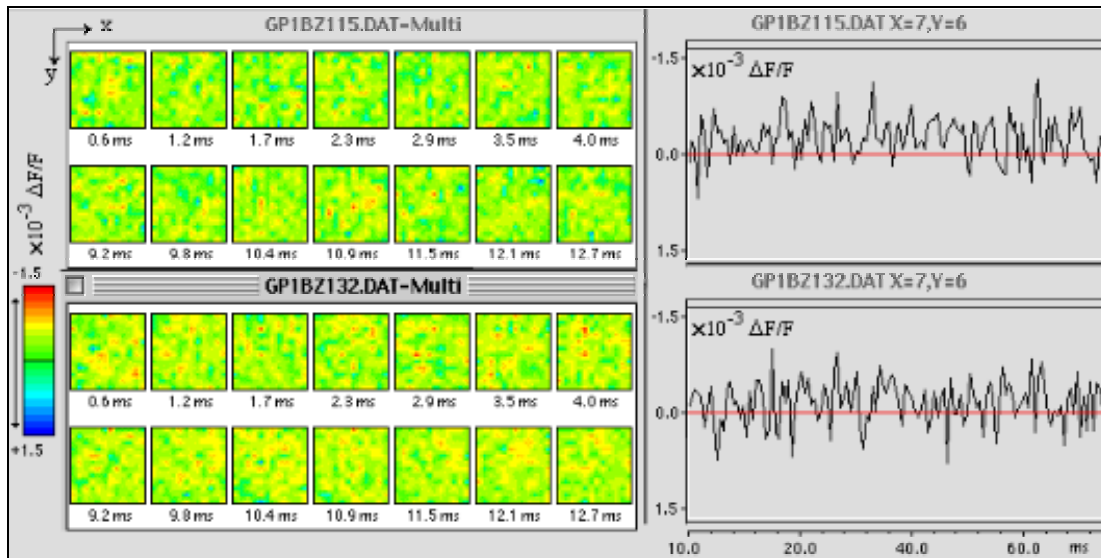 GP1BZ115.DAT-Multi
x
y
0.6 ms 1.2 ms 1.7 ms 2.3 ms 2.9 ms 3.5 ms 4.0 ms
9.2 ms 9.8 ms 10.4 ms 10.9 ms 11.5 ms 12.1 ms 12.7 ms
×10⁻³ ΔF/F
-1.5
+1.5
GP1BZ132.DAT-Multi
0.6 ms 1.2 ms 1.7 ms 2.3 ms 2.9 ms 3.5 ms 4.0 ms
9.2 ms 9.8 ms 10.4 ms 10.9 ms 11.5 ms 12.1 ms 12.7 ms
GP1BZ115.DAT X=7,Y=6
-1.5
×10⁻³ ΔF/F
0.0
1.5
GP1BZ132.DAT X=7,Y=6
-1.5
×10⁻³ ΔF/F
0.0
1.5
10.0 20.0 40.0 60.0 ms